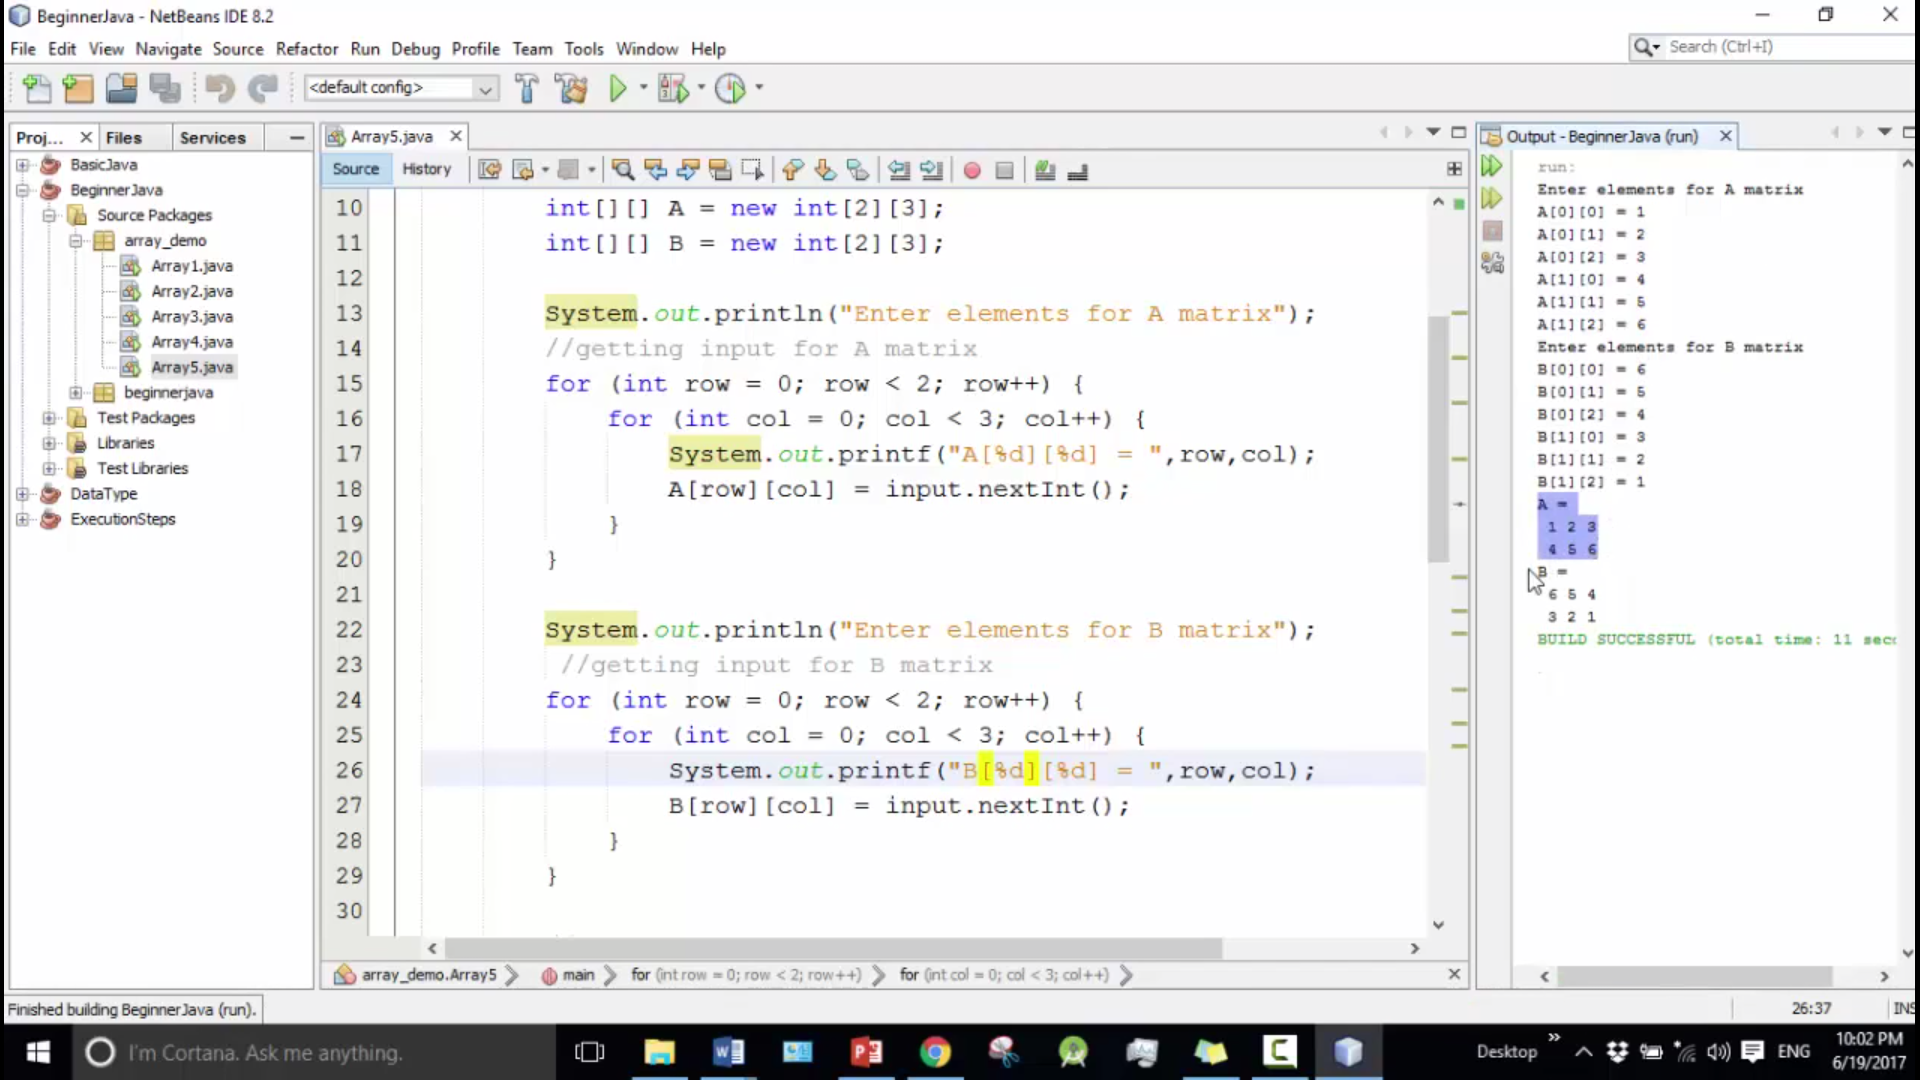 BeginnerJava - NetBeans IDE 8.2
File Edit View Navigate Source Refactor Run Debug Profile Team Tools Window Help
Search (Ctrl+I)
<default config>
Proj... Files Services
Array5.java
Output - BeginnerJava (run)
Source History
BasicJava
BeginnerJava
Source Packages
array_demo
Array1.java
Array2.java
Array3.java
Array4.java
Array5.java
beginnerjava
Test Packages
Libraries
Test Libraries
DataType
ExecutionSteps
10 int[][] A = new int[2][3];
11 int[][] B = new int[2][3];
12
13 System.out.println("Enter elements for A matrix");
14 //getting input for A matrix
15 for (int row = 0; row < 2; row++) {
16 for (int col = 0; col < 3; col++) {
17 System.out.printf("A[%d][%d] = ",row,col);
18 A[row][col] = input.nextInt();
19 }
20 }
21
22 System.out.println("Enter elements for B matrix");
23 //getting input for B matrix
24 for (int row = 0; row < 2; row++) {
25 for (int col = 0; col < 3; col++) {
26 System.out.printf("B[%d][%d] = ",row,col);
27 B[row][col] = input.nextInt();
28 }
29 }
30
run:
Enter elements for A matrix
A[0][0] = 1
A[0][1] = 2
A[0][2] = 3
A[1][0] = 4
A[1][1] = 5
A[1][2] = 6
Enter elements for B matrix
B[0][0] = 6
B[0][1] = 5
B[0][2] = 4
B[1][0] = 3
B[1][1] = 2
B[1][2] = 1
A =
1 2 3
4 5 6
B =
6 5 4
3 2 1
BUILD SUCCESSFUL (total time: 11 seco
array_demo.Array5 main for (int row = 0; row < 2; row++) for (int col = 0; col < 3; col++)
Finished building BeginnerJava (run).
26:37 INS
I'm Cortana. Ask me anything.
Desktop
ENG
10:02 PM
6/19/2017